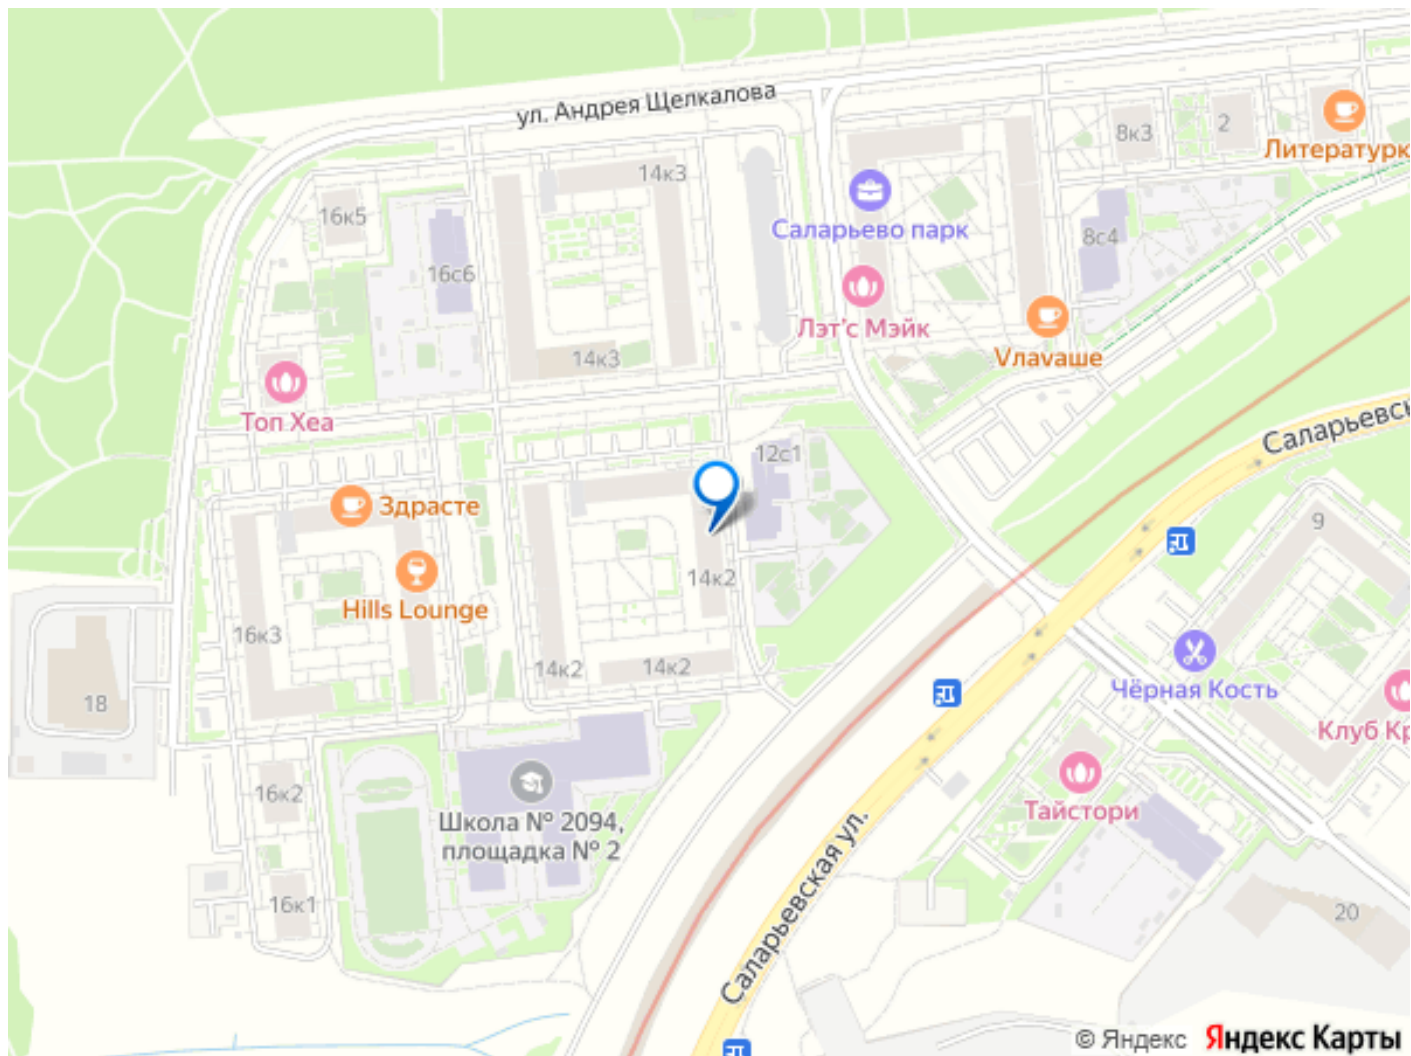 ул. Андрея Щелкалова
8к3
2
Литературк
14к3
16к5
Саларьево парк
8с4
16с6
Лэт'с Мэйк
Vлаvаше
14к3
Топ Хеа
Саларьевс
12с1
Здрасте
9
14к2
Hills Lounge
16к3
14к2
14к2
Чёрная Кость
18
Клуб Кр
16к2
Школа № 2094,
площадка № 2
Тайстори
Саларьевская ул.
16к1
20
© Яндекс Яндекс Карты